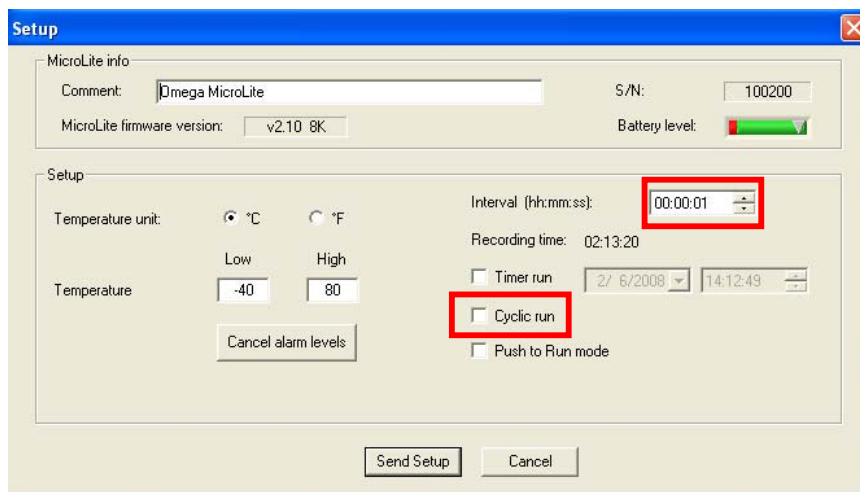 Setup
MicroLite info
Comment: Omega MicroLite S/N: 100200
MicroLite firmware version: v2.10 8K Battery level:
Setup
Temperature unit: °C °F Interval (hh:mm:ss): 00:00:01
Recording time: 02:13:20
Low High
Timer run 2/ 6/2008 14:12:49
Temperature -40 80
Cyclic run
Cancel alarm levels
Push to Run mode
Send Setup Cancel